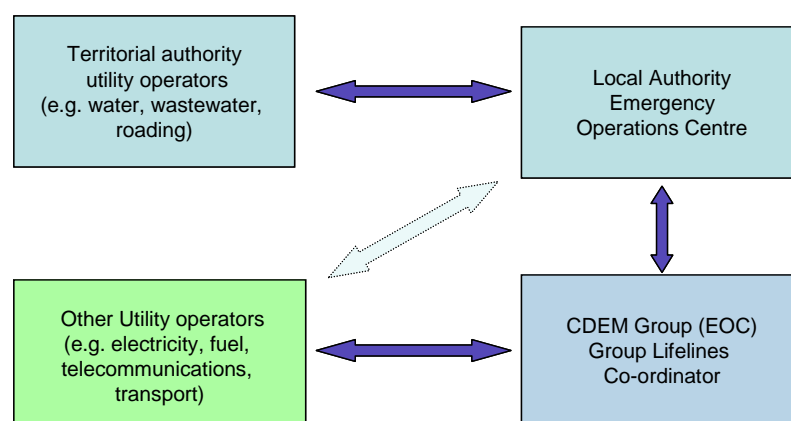 Territorial authority
utility operators
(e.g. water, wastewater,
roading)
Local Authority
Emergency
Operations Centre
Other Utility operators
(e.g. electricity, fuel,
telecommunications,
transport)
CDEM Group (EOC)
Group Lifelines
Co-ordinator